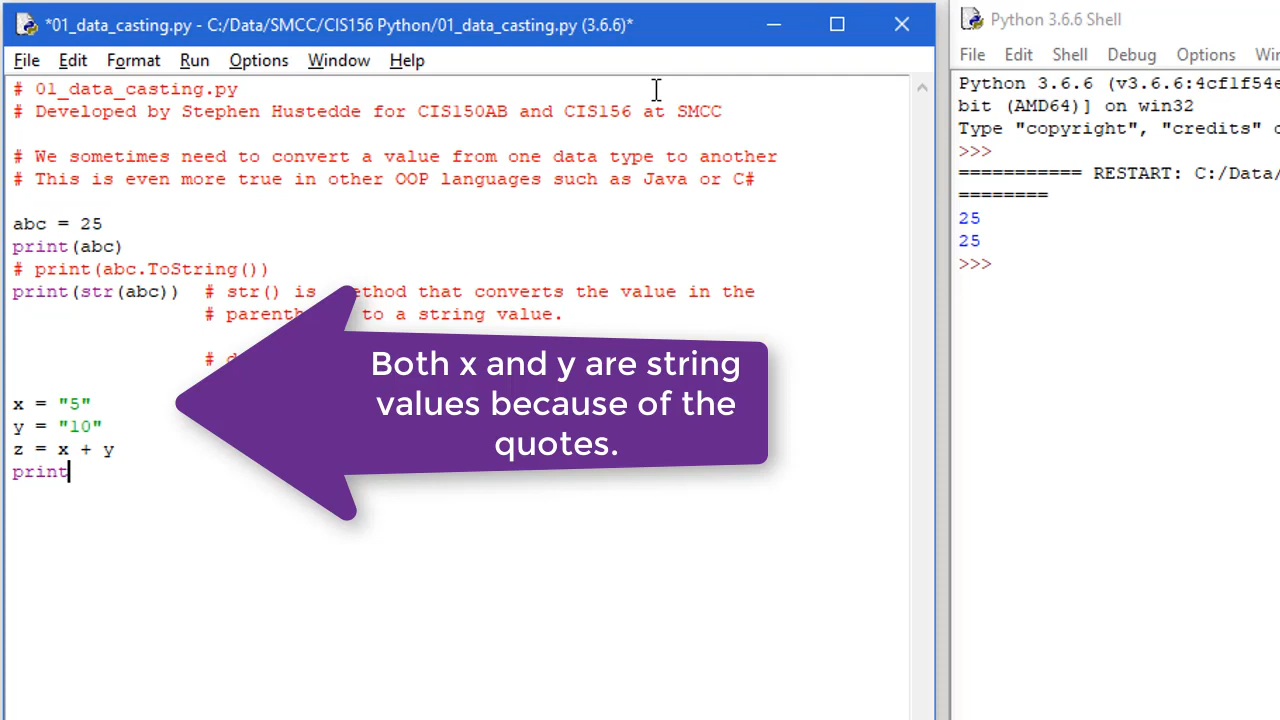 *01_data_casting.py - C:/Data/SMCC/CIS156 Python/01_data_casting.py (3.6.6)*
File Edit Format Run Options Window Help
# 01_data_casting.py
# Developed by Stephen Hustedde for CIS150AB and CIS156 at SMCC
# We sometimes need to convert a value from one data type to another
# This is even more true in other OOP languages such as Java or C#
abc = 25
print(abc)
# print(abc.ToString())
print(str(abc)) # str() is method that converts the value in the
# parenth to a string value.
#
x = "5"
y = "10"
z = x + y
print
Both x and y are string
values because of the
quotes.
Python 3.6.6 Shell
File Edit Shell Debug Options
Python 3.6.6 (v3.6.6:4cf1f54e
bit (AMD64)] on win32
Type "copyright", "credits"
>>>
=========== RESTART: C:/Data/
========
25
25
>>>